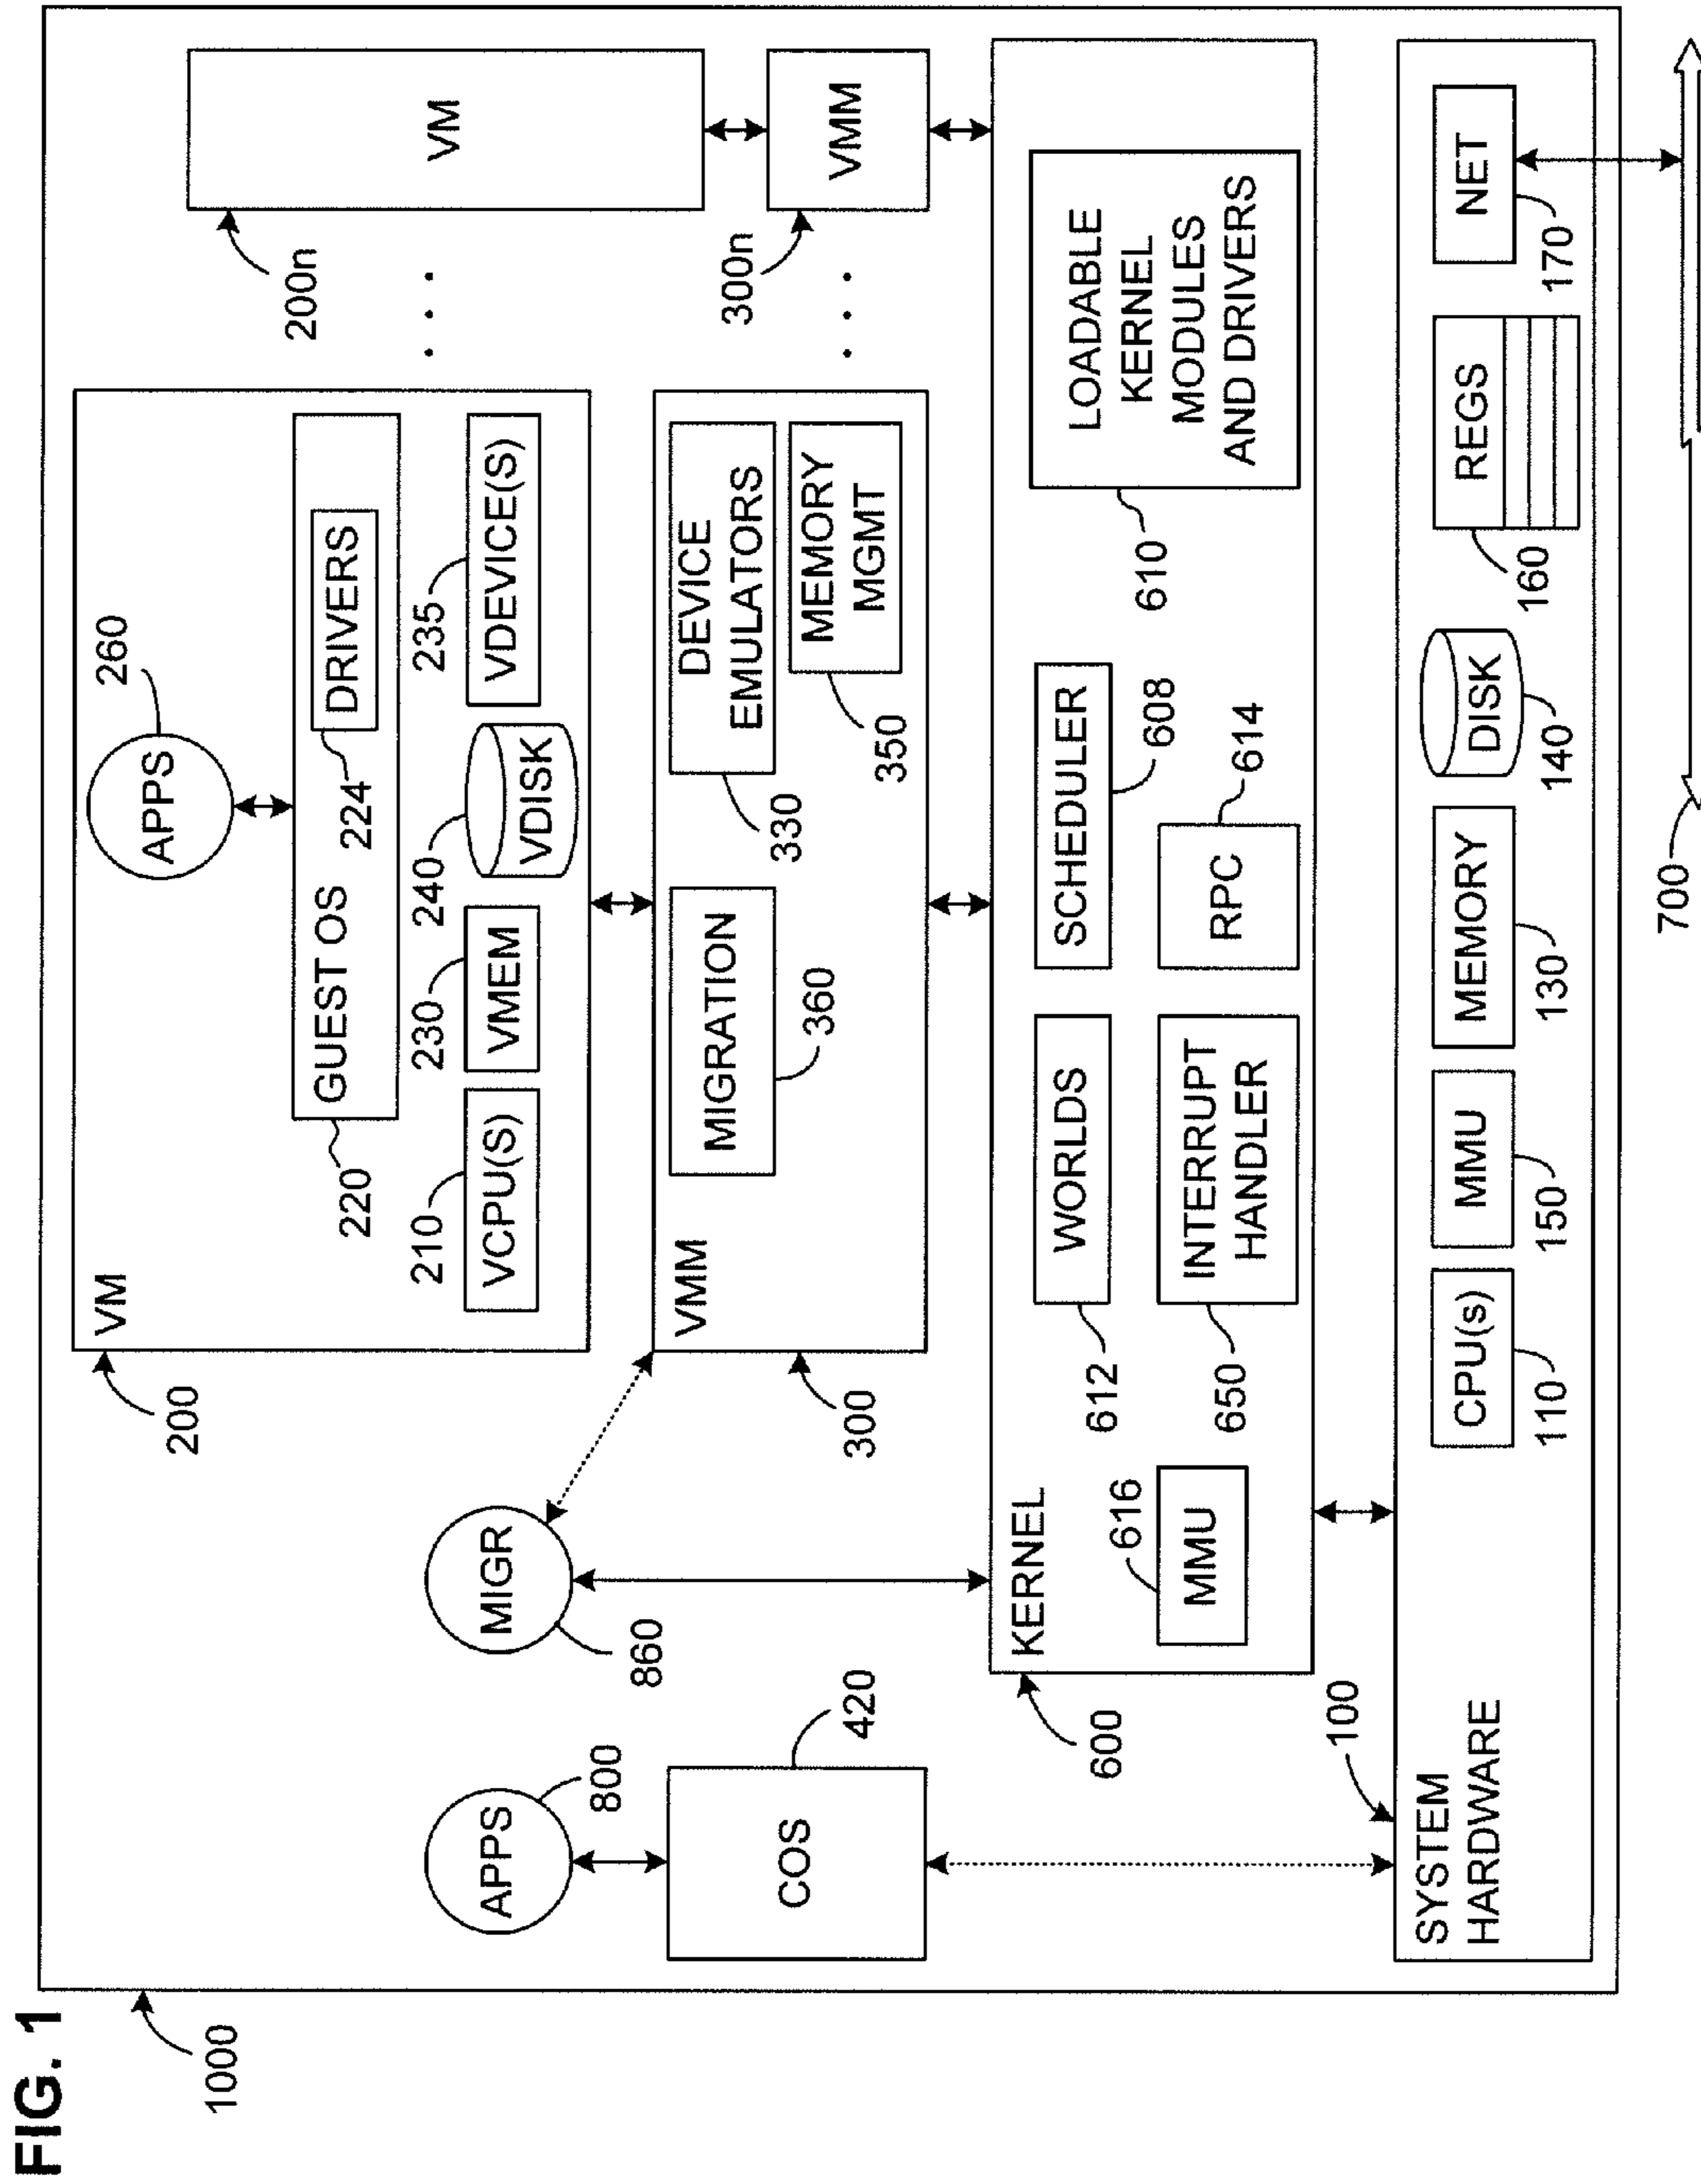 FIG. 1
1000
VM
200
APPS
260
GUEST OS
220
DRIVERS
224
210
VCPU(S)
230
VMEM
240
VDISK
235
VDEVICE(S)
200n
VM
. . .
APPS
800
MIGR
860
COS
420
VMM
300
MIGRATION
360
DEVICE
EMULATORS
330
MEMORY
MGMT
350
300n
VMM
. . .
KERNEL
600
616
MMU
WORLDS
612
INTERRUPT
HANDLER
650
SCHEDULER
608
RPC
614
LOADABLE
KERNEL
MODULES
AND DRIVERS
610
100
SYSTEM
HARDWARE
CPU(s)
110
MMU
150
MEMORY
130
DISK
140
REGS
160
NET
170
700